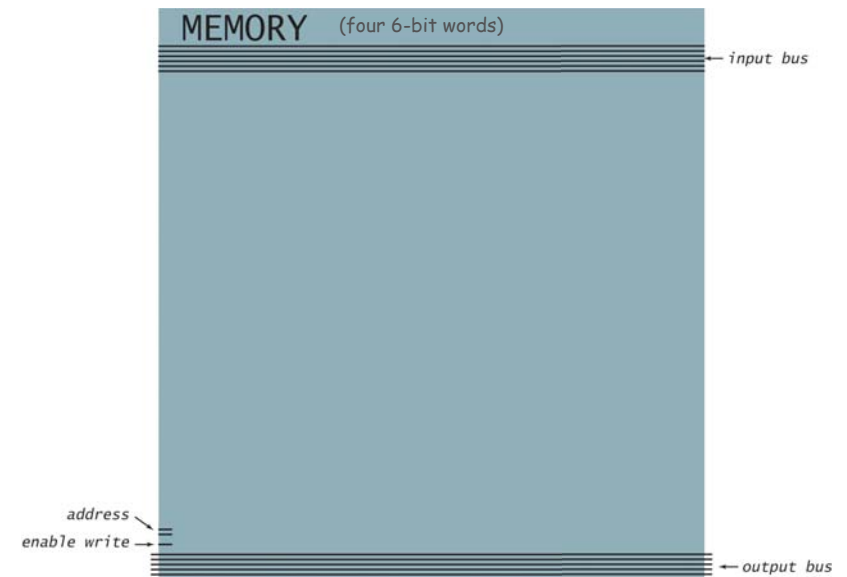 MEMORY (four 6-bit words)
input bus
address
enable write
output bus